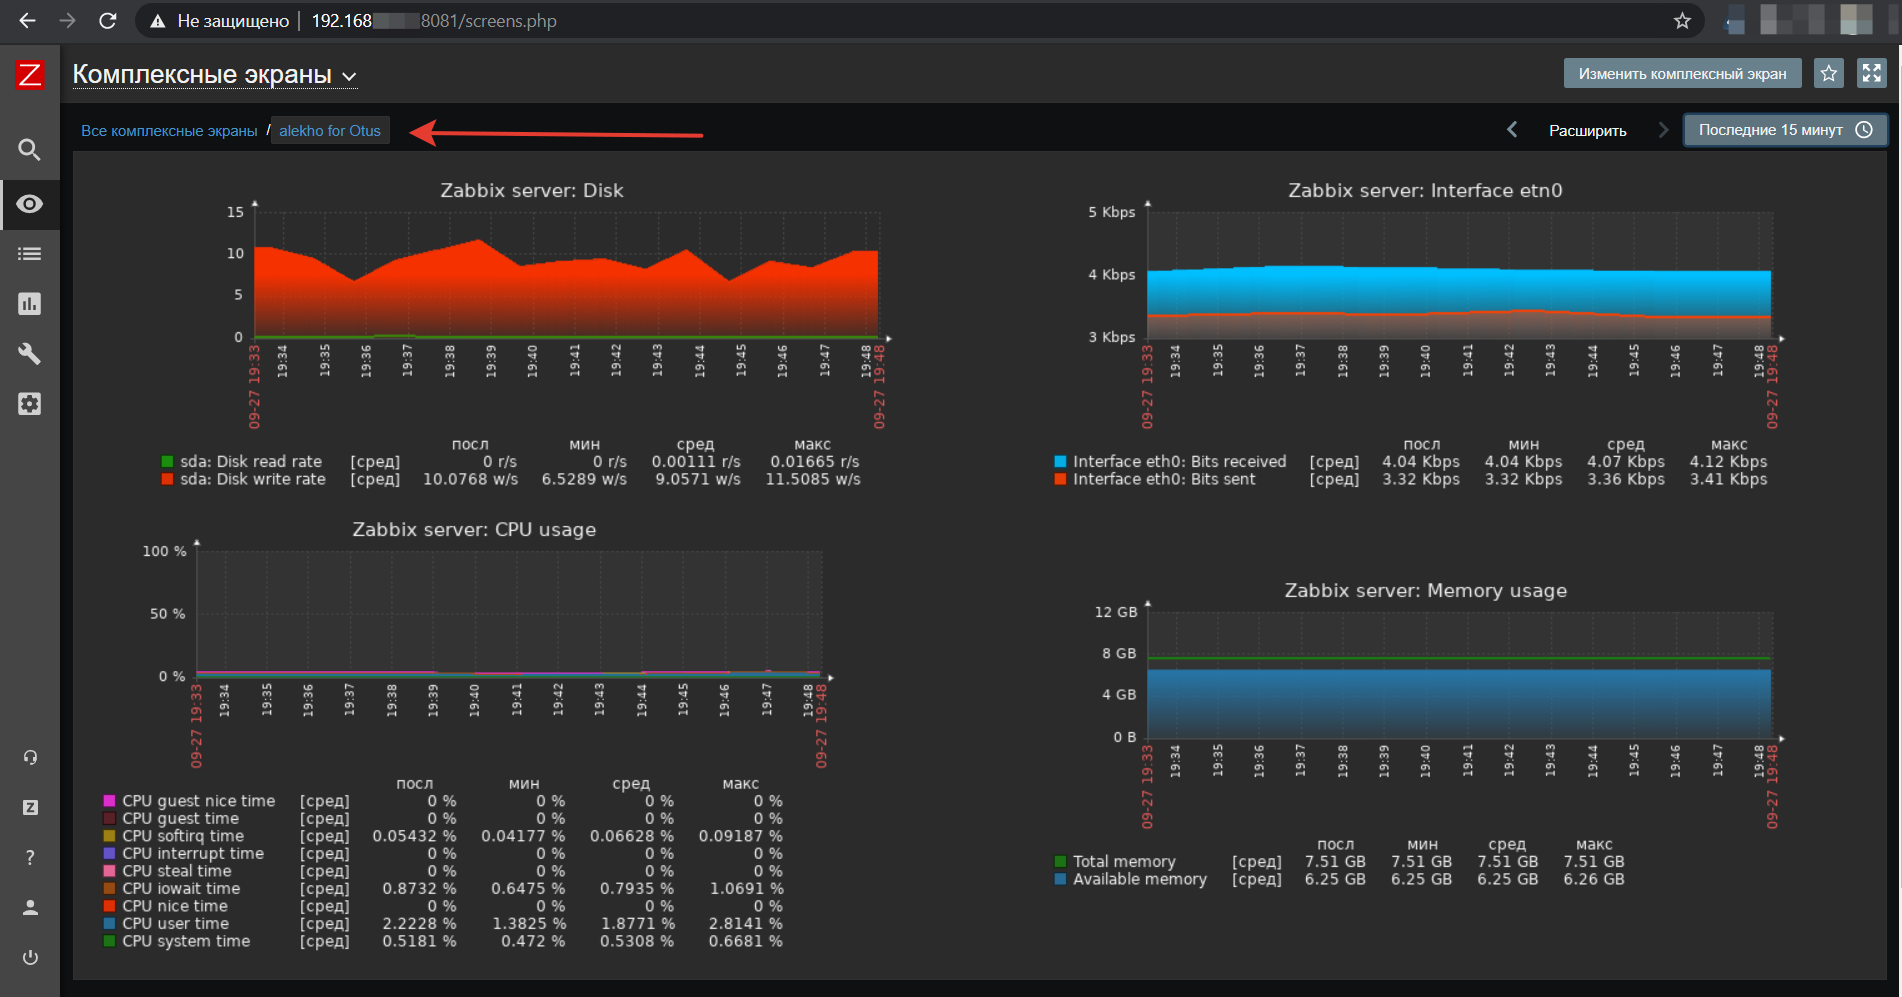 Не защищено | 192.168 8081/screens.php
Z
Комплексные экраны
Изменить комплексный экран
Все комплексные экраны / alekho for Otus
Расширить
Последние 15 минут
Zabbix server: Disk
15
10
5
0
09-27 19:33
19:34
19:35
19:36
19:37
19:38
19:39
19:40
19:41
19:42
19:43
19:44
19:45
19:46
19:47
19:48
09-27 19:48
посл мин сред макс
sda: Disk read rate [сред] 0 r/s 0 r/s 0.00111 r/s 0.01665 r/s
sda: Disk write rate [сред] 10.0768 w/s 6.5289 w/s 9.0571 w/s 11.5085 w/s
Zabbix server: Interface etn0
5 Kbps
4 Kbps
3 Kbps
09-27 19:33
19:34
19:35
19:36
19:37
19:38
19:39
19:40
19:41
19:42
19:43
19:44
19:45
19:46
19:47
19:48
09-27 19:48
посл мин сред макс
Interface eth0: Bits received [сред] 4.04 Kbps 4.04 Kbps 4.07 Kbps 4.12 Kbps
Interface eth0: Bits sent [сред] 3.32 Kbps 3.32 Kbps 3.36 Kbps 3.41 Kbps
Zabbix server: CPU usage
100 %
50 %
0 %
09-27 19:33
19:34
19:35
19:36
19:37
19:38
19:39
19:40
19:41
19:42
19:43
19:44
19:45
19:46
19:47
19:48
09-27 19:48
посл мин сред макс
CPU guest nice time [сред] 0 % 0 % 0 % 0 %
CPU guest time [сред] 0 % 0 % 0 % 0 %
CPU softirq time [сред] 0.05432 % 0.04177 % 0.06628 % 0.09187 %
CPU interrupt time [сред] 0 % 0 % 0 % 0 %
CPU steal time [сред] 0 % 0 % 0 % 0 %
CPU iowait time [сред] 0.8732 % 0.6475 % 0.7935 % 1.0691 %
CPU nice time [сред] 0 % 0 % 0 % 0 %
CPU user time [сред] 2.2228 % 1.3825 % 1.8771 % 2.8141 %
CPU system time [сред] 0.5181 % 0.472 % 0.5308 % 0.6681 %
Zabbix server: Memory usage
12 GB
8 GB
4 GB
0 B
09-27 19:33
19:34
19:35
19:36
19:37
19:38
19:39
19:40
19:41
19:42
19:43
19:44
19:45
19:46
19:47
19:48
09-27 19:48
посл мин сред макс
Total memory [сред] 7.51 GB 7.51 GB 7.51 GB 7.51 GB
Available memory [сред] 6.25 GB 6.25 GB 6.25 GB 6.26 GB
Z
?